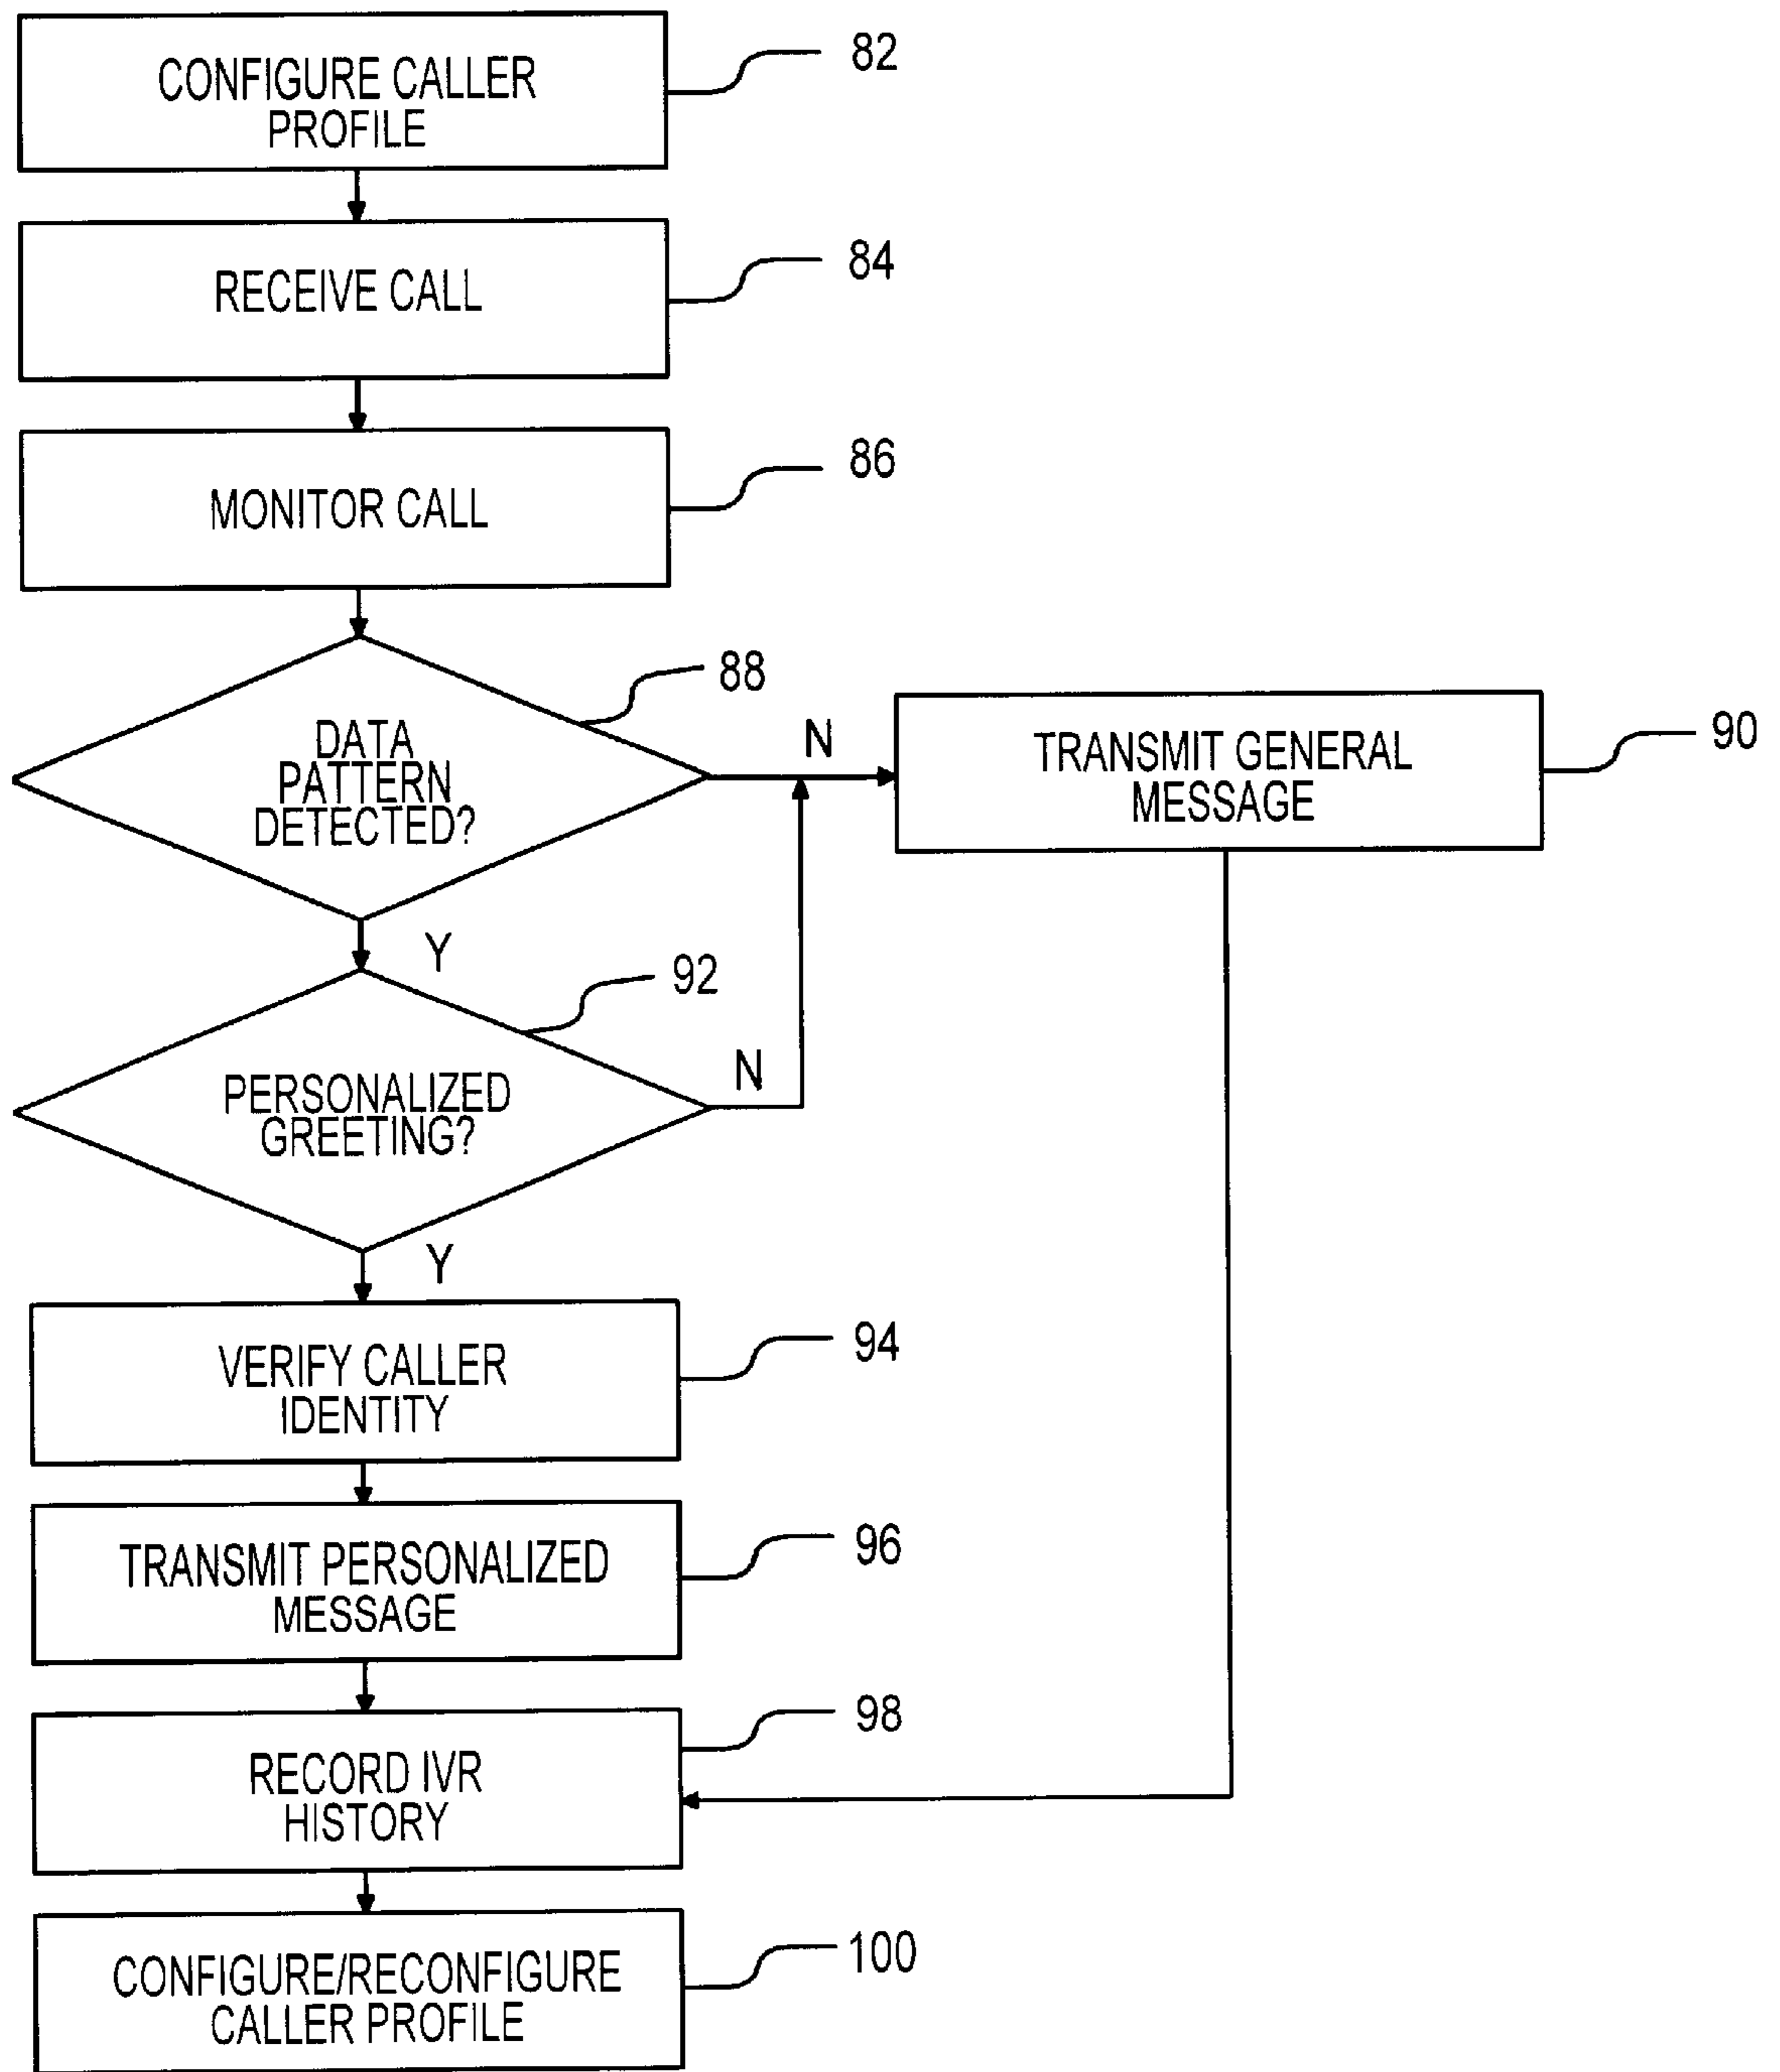 CONFIGURE CALLER
PROFILE
82
RECEIVE CALL
84
MONITOR CALL
86
DATA
PATTERN
DETECTED?
88
N
TRANSMIT GENERAL
MESSAGE
90
Y
PERSONALIZED
GREETING?
92
N
Y
VERIFY CALLER
IDENTITY
94
TRANSMIT PERSONALIZED
MESSAGE
96
RECORD IVR
HISTORY
98
CONFIGURE/RECONFIGURE
CALLER PROFILE
100